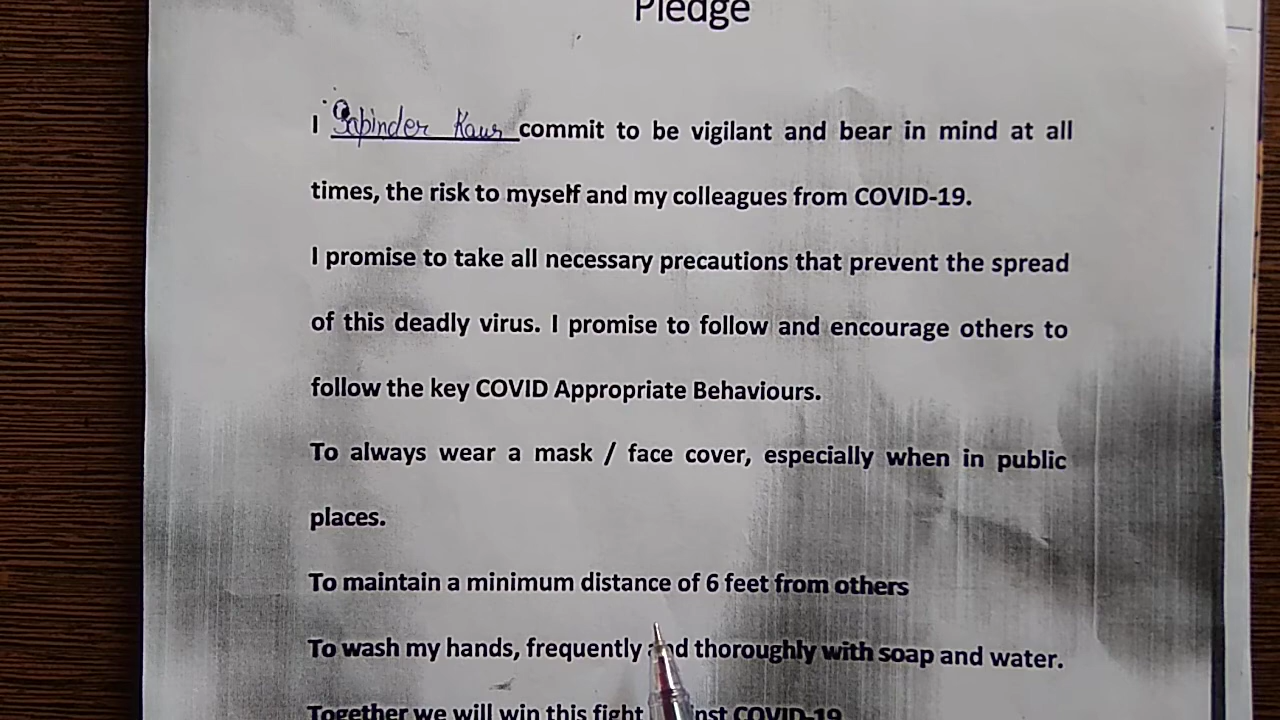 Pledge
I Sapinder Kaur commit to be vigilant and bear in mind at all
times, the risk to myself and my colleagues from COVID-19.
I promise to take all necessary precautions that prevent the spread
of this deadly virus. I promise to follow and encourage others to
follow the key COVID Appropriate Behaviours.
To always wear a mask / face cover, especially when in public
places.
To maintain a minimum distance of 6 feet from others
To wash my hands, frequently and thoroughly with soap and water.
Together we will win this fight against COVID-19